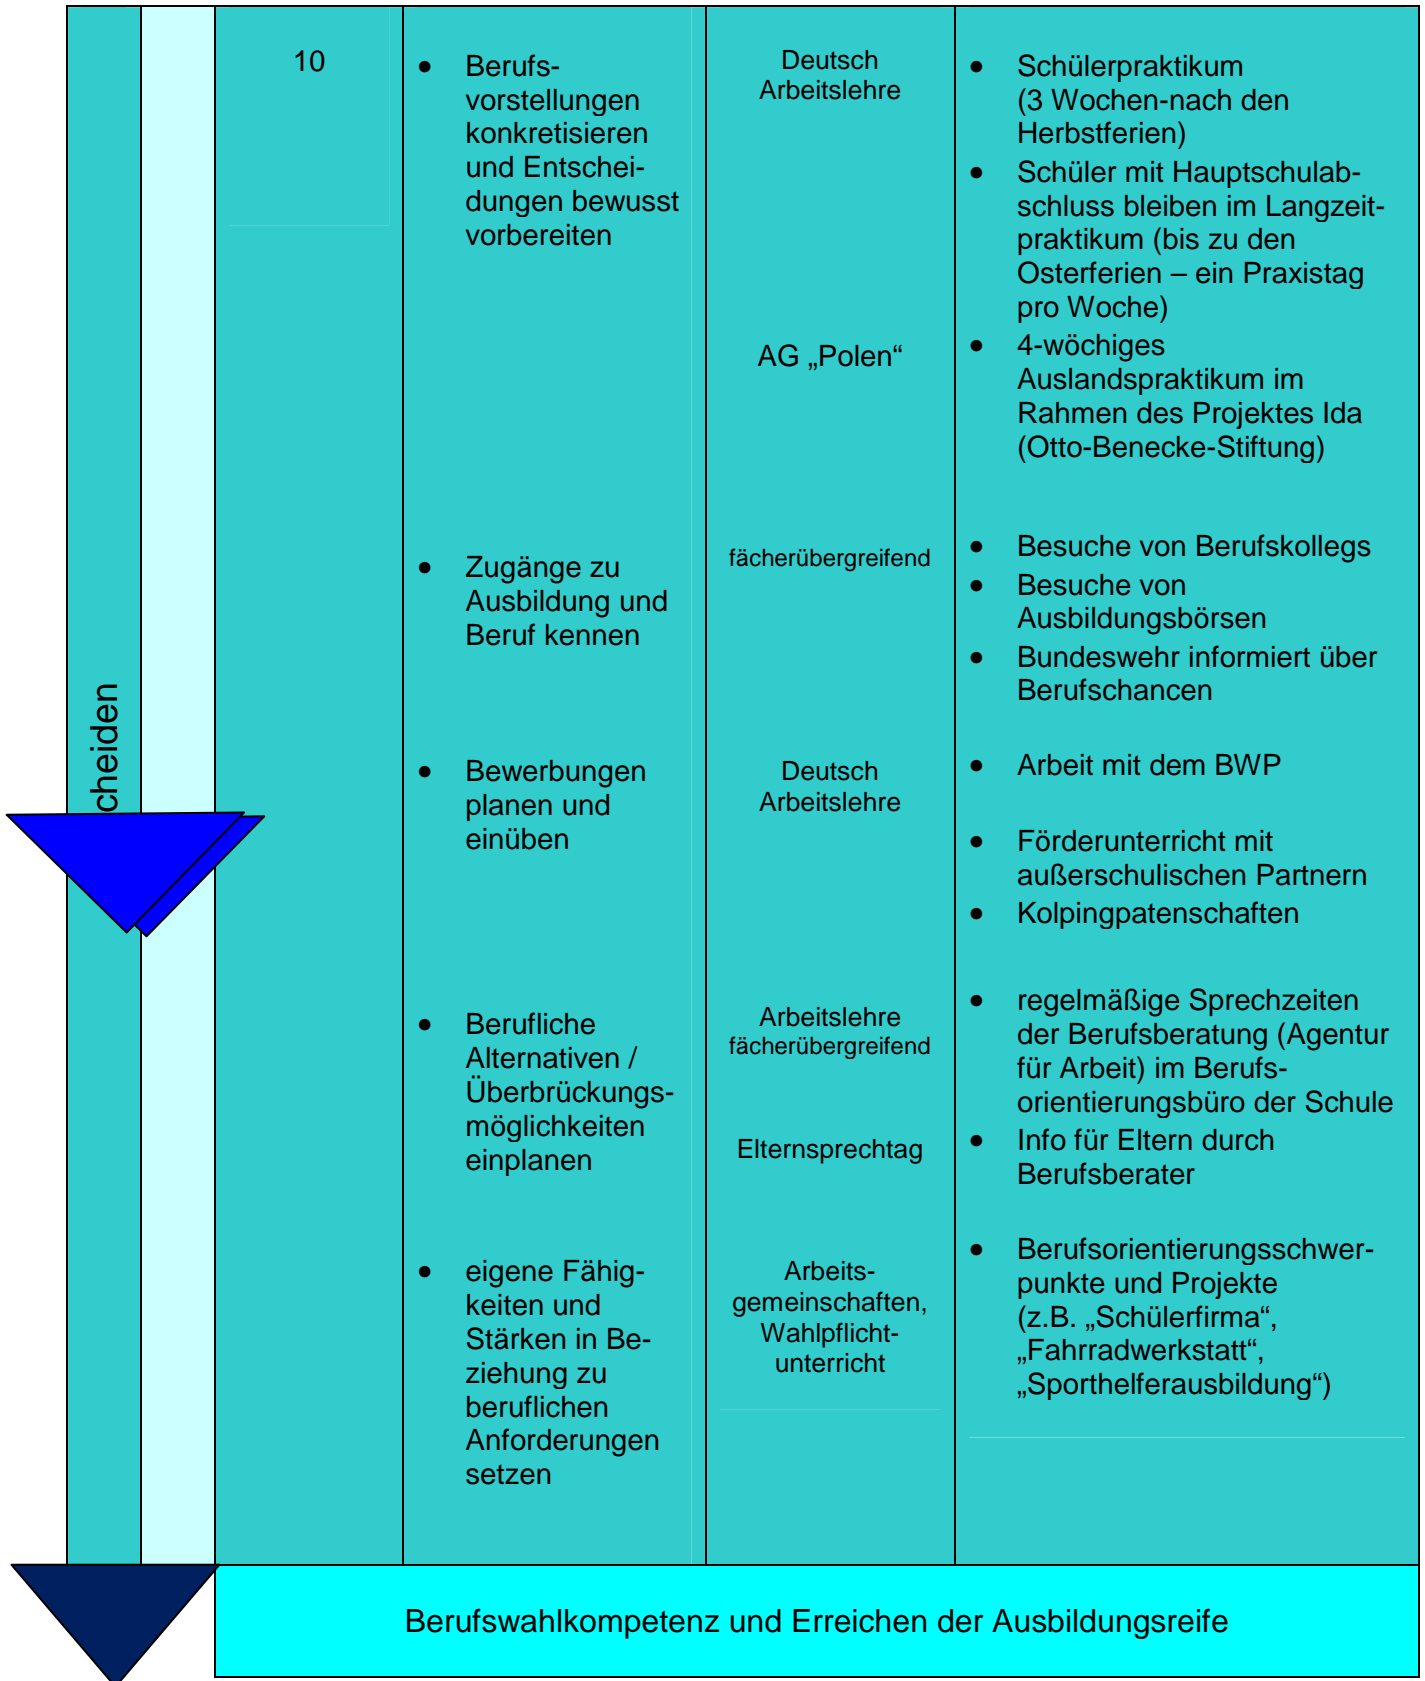 cheiden
10
• Berufs-
vorstellungen
konkretisieren
und Entschei-
dungen bewusst
vorbereiten
Deutsch
Arbeitslehre
AG „Polen“
• Schülerpraktikum
(3 Wochen-nach den
Herbstferien)
• Schüler mit Hauptschulab-
schluss bleiben im Langzeit-
praktikum (bis zu den
Osterferien – ein Praxistag
pro Woche)
• 4-wöchiges
Auslandspraktikum im
Rahmen des Projektes Ida
(Otto-Benecke-Stiftung)
• Zugänge zu
Ausbildung und
Beruf kennen
fächerübergreifend
• Besuche von Berufskollegs
• Besuche von
Ausbildungsbörsen
• Bundeswehr informiert über
Berufschancen
• Bewerbungen
planen und
einüben
Deutsch
Arbeitslehre
• Arbeit mit dem BWP
• Förderunterricht mit
außerschulischen Partnern
• Kolpingpatenschaften
• Berufliche
Alternativen /
Überbrückungs-
möglichkeiten
einplanen
Arbeitslehre
fächerübergreifend
Elternsprechtag
• regelmäßige Sprechzeiten
der Berufsberatung (Agentur
für Arbeit) im Berufs-
orientierungsbüro der Schule
• Info für Eltern durch
Berufsberater
• eigene Fähig-
keiten und
Stärken in Be-
ziehung zu
beruflichen
Anforderungen
setzen
Arbeits-
gemeinschaften,
Wahlpflicht-
unterricht
• Berufsorientierungsschwer-
punkte und Projekte
(z.B. „Schülerfirma“,
„Fahrradwerkstatt“,
„Sporthelferausbildung“)
Berufswahlkompetenz und Erreichen der Ausbildungsreife